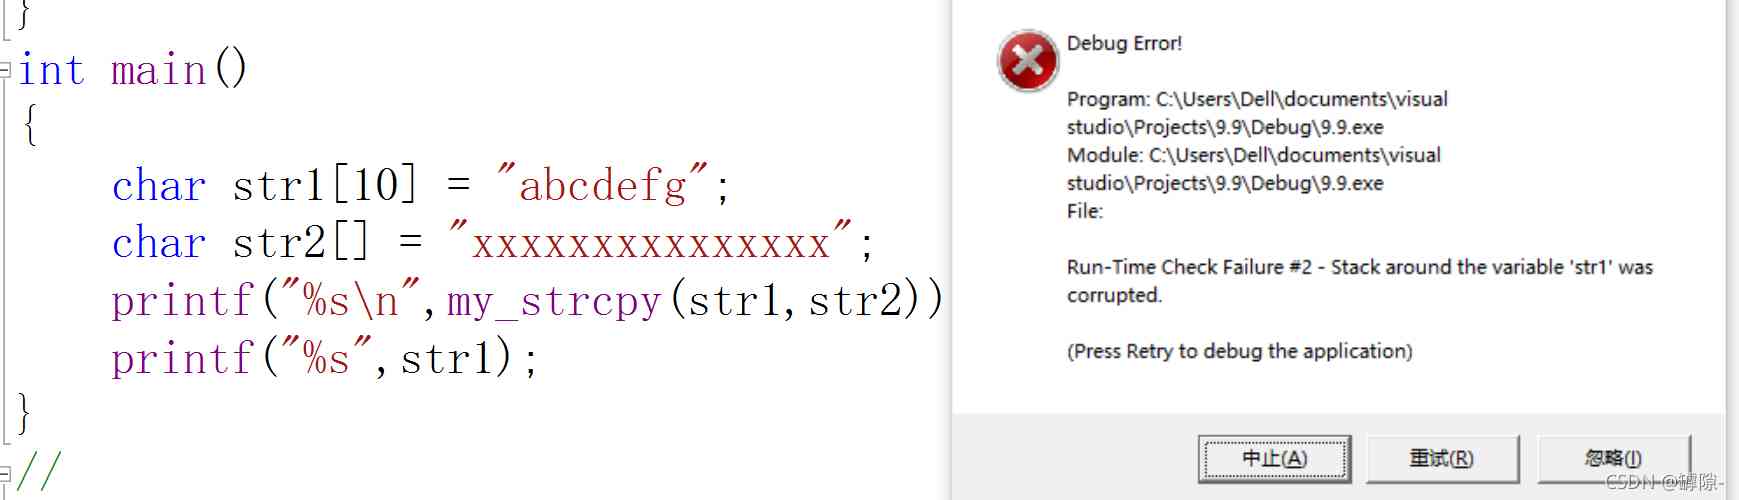 }
int main()
{
char str1[10] = "abcdefg";
char str2[] = "xxxxxxxxxxxxxxx";
printf("%s\n",my_strcpy(str1,str2))
printf("%s",str1);
}
//
Debug Error!
Program: C:\Users\Dell\documents\visual
studio\Projects\9.9\Debug\9.9.exe
Module: C:\Users\Dell\documents\visual
studio\Projects\9.9\Debug\9.9.exe
File:
Run-Time Check Failure #2 - Stack around the variable 'str1' was
corrupted.
(Press Retry to debug the application)
中止(A)
重试(R)
忽略(I)
CSDN @罅隙-